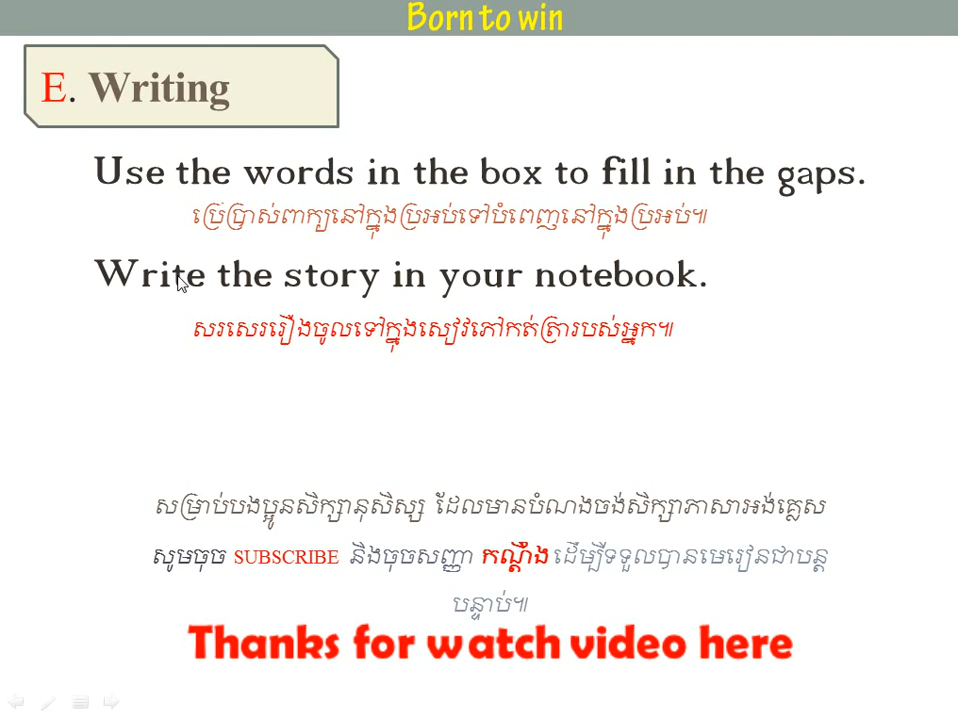 Born to win
E. Writing
Use the words in the box to fill in the gaps.
ប្រើប្រាស់ពាក្យនៅក្នុងប្រអប់ទៅបំពេញនៅក្នុងប្រអប់។
Write the story in your notebook.
សរសេររឿងចូលទៅក្នុងសៀវភៅកត់ត្រារបស់អ្នក។
សម្រាប់បងប្អូនសិក្សានុសិស្ស ដែលមានបំណងចង់សិក្សាភាសាអង់គ្លេស
សូមចុច SUBSCRIBE និងចុចសញ្ញា កណ្ដឹង ដើម្បីទទួលបានមេរៀនជាបន្ត
បន្ទាប់។
Thanks for watch video here